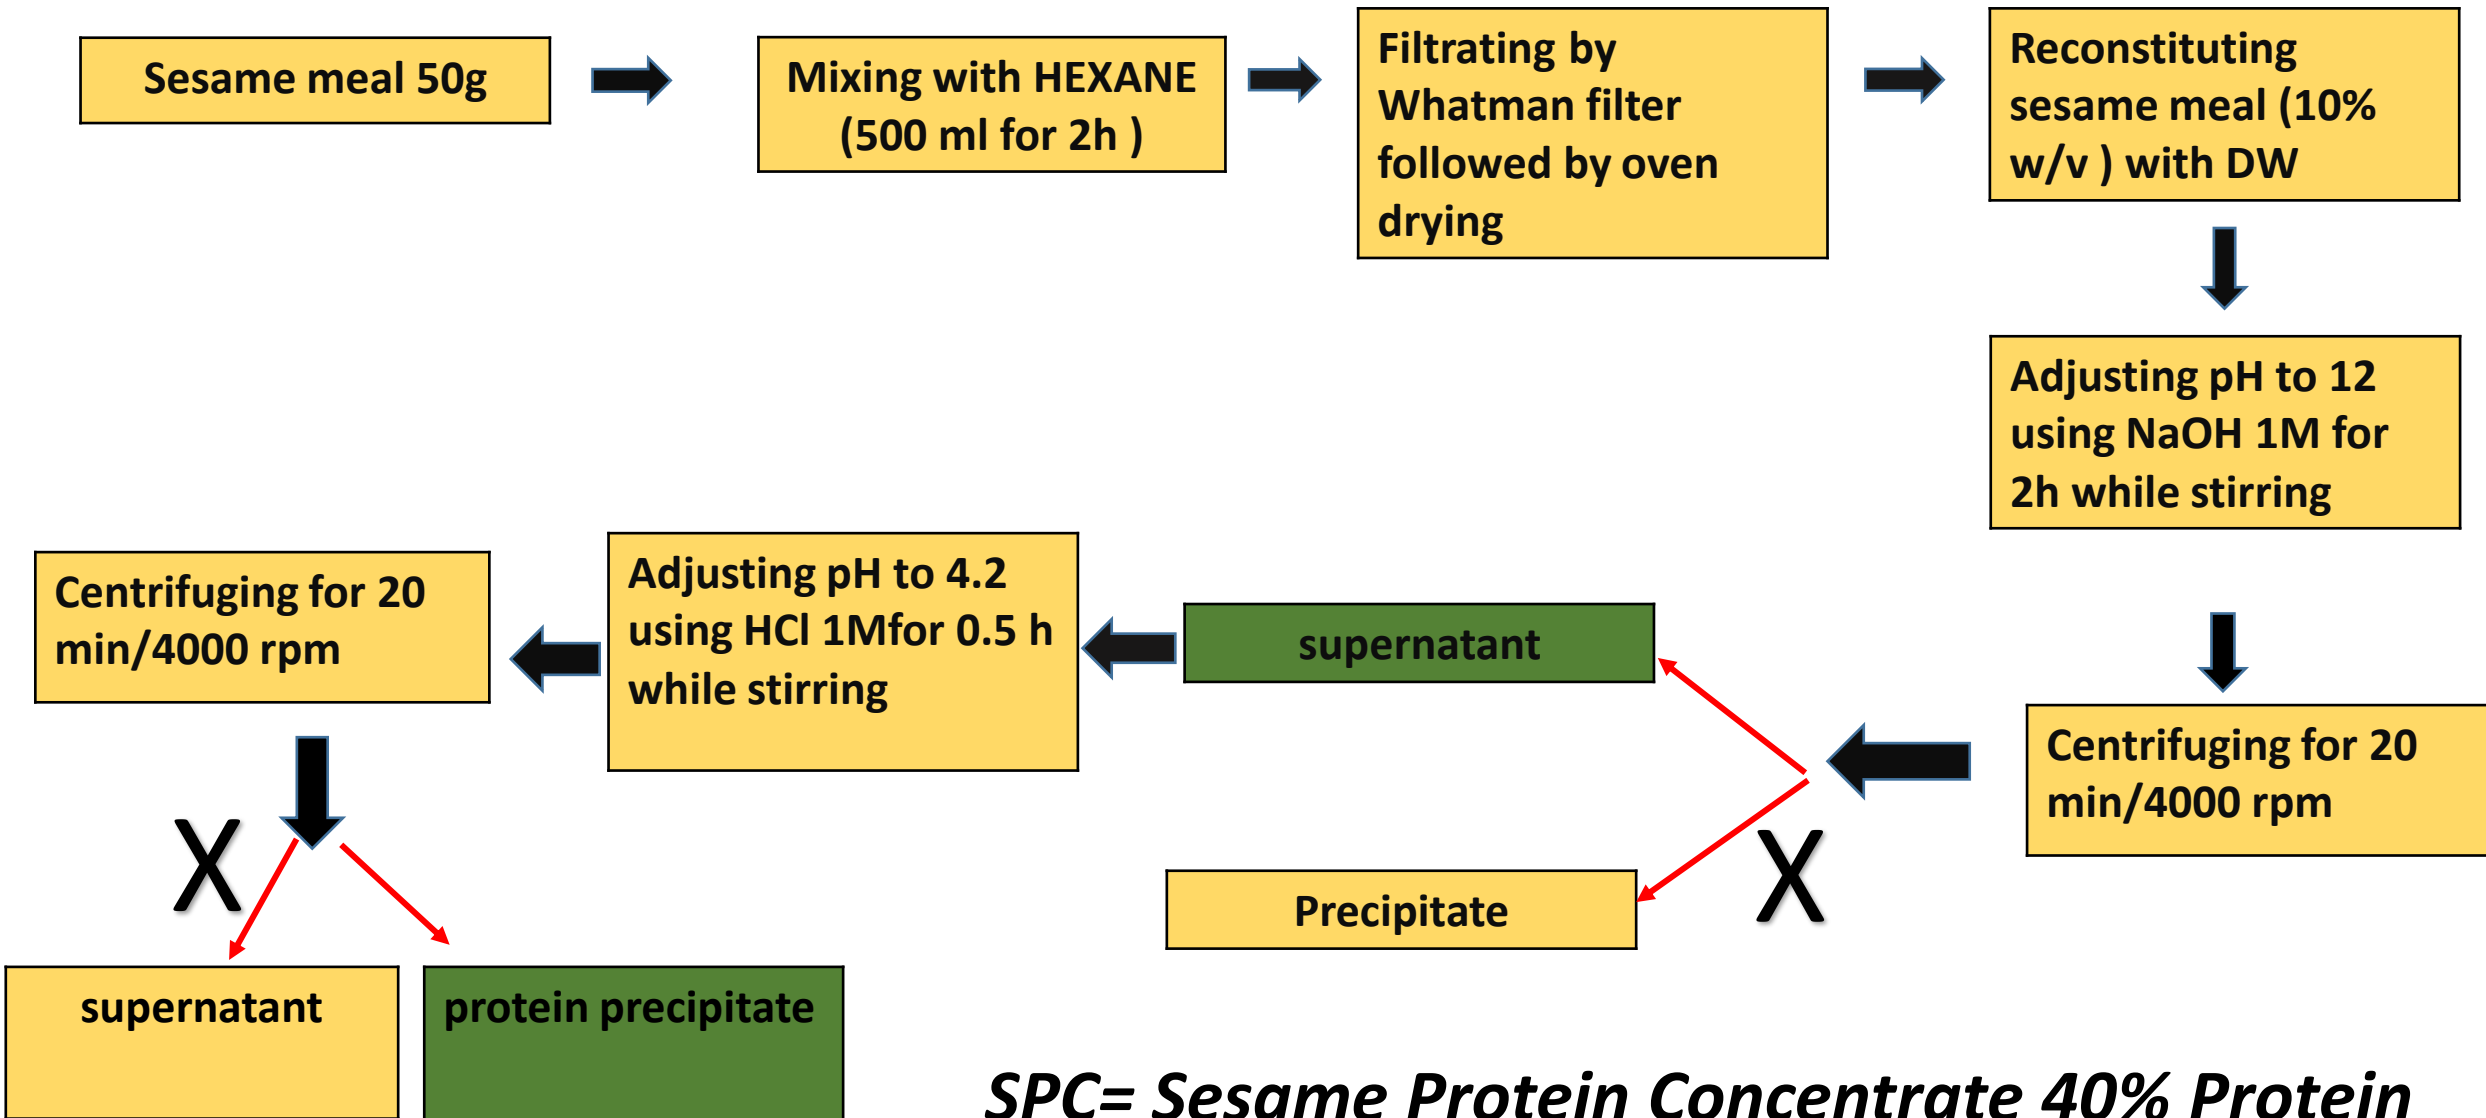 Sesame meal 50g
Mixing with HEXANE
(500 ml for 2h )
Filtrating by
Whatman filter
followed by oven
drying
Reconstituting
sesame meal (10%
w/v ) with DW
Adjusting pH to 12
using NaOH 1M for
2h while stirring
Centrifuging for 20
min/4000 rpm
supernatant
Precipitate
X
Adjusting pH to 4.2
using HCl 1Mfor 0.5 h
while stirring
Centrifuging for 20
min/4000 rpm
X
supernatant
protein precipitate
SPC= Sesame Protein Concentrate 40% Protein